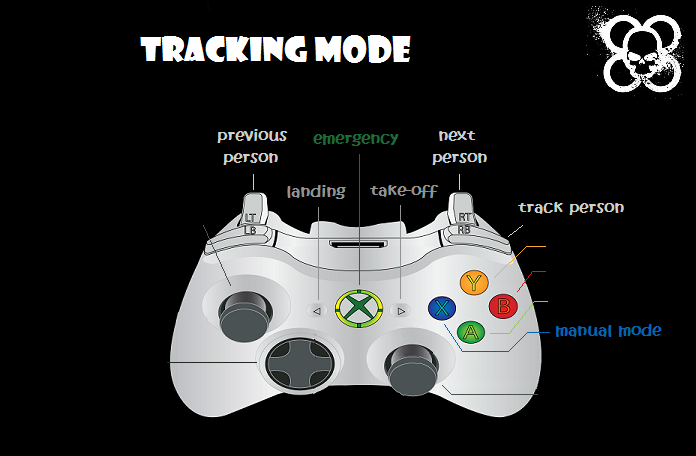 TRACKING MODE
previous
person
emergency
next
person
landing
take-off
track person
LT
LB
RT
RB
Y
X
B
A
manual mode